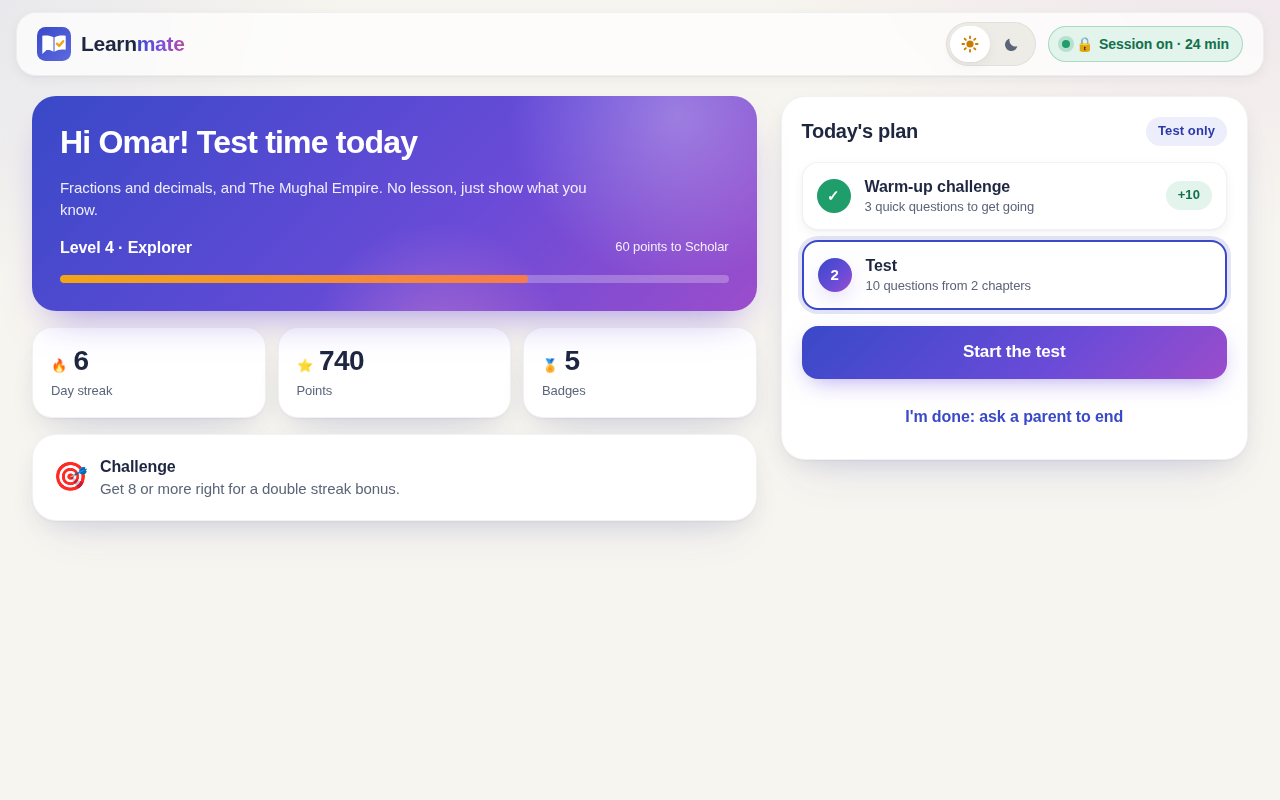 Learnmate
Session on · 24 min
Hi Omar! Test time today
Fractions and decimals, and The Mughal Empire. No lesson, just show what you
know.
Level 4 · Explorer
60 points to Scholar
6
Day streak
740
Points
5
Badges
Challenge
Get 8 or more right for a double streak bonus.
Today's plan
Test only
Warm-up challenge
3 quick questions to get going
+10
2
Test
10 questions from 2 chapters
Start the test
I'm done: ask a parent to end